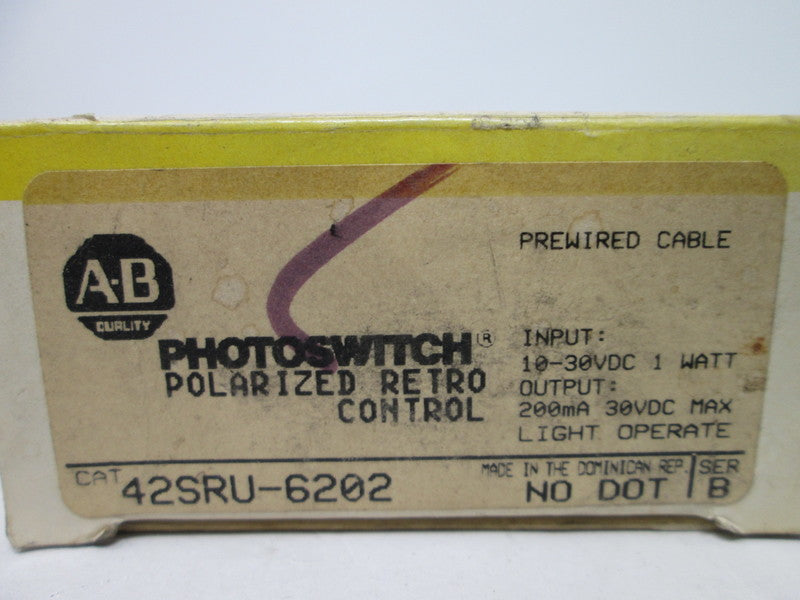 A-B
QUALITY
PREWIRED CABLE
PHOTOSWITCH®
POLARIZED RETRO
CONTROL
INPUT:
10-30VDC 1 WATT
OUTPUT:
200mA 30VDC MAX
LIGHT OPERATE
CAT 42SRU-6202
MADE IN THE DOMINICAN REP.
NO DOT
SER
B